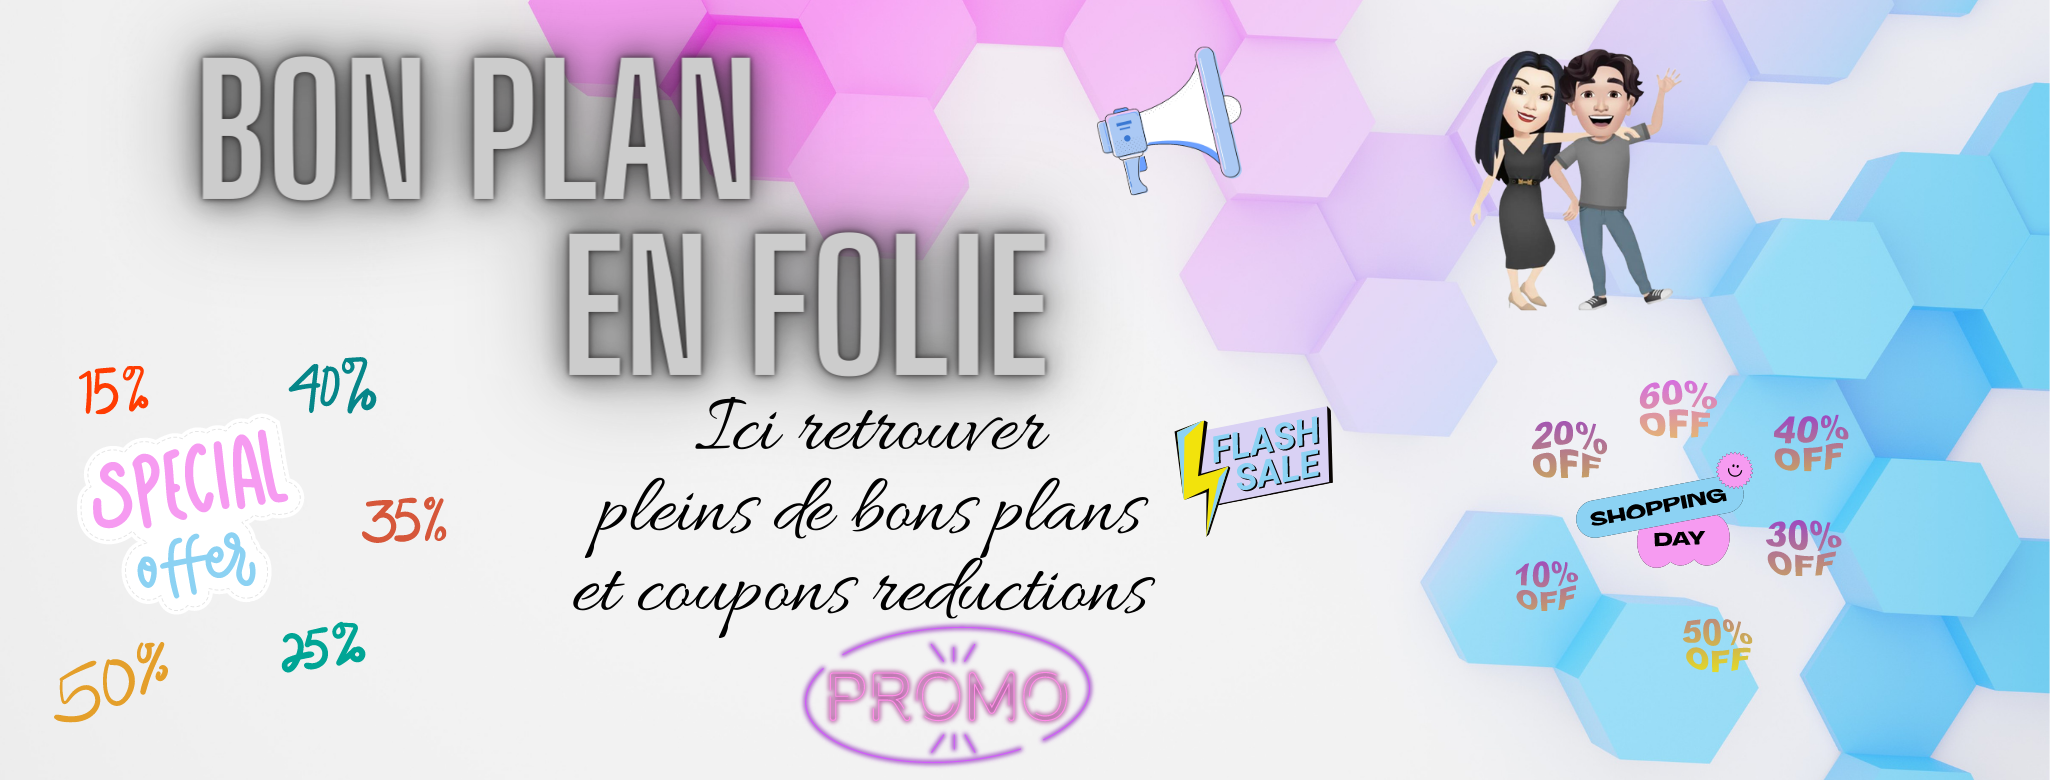 BON PLAN
EN FOLIE
Ici retrouver
pleins de bons plans
et coupons reductions
PROMO
15%
40%
SPECIAL
offer
35%
50%
25%
FLASH
SALE
60%
OFF
20%
OFF
40%
OFF
SHOPPING
DAY
30%
OFF
10%
OFF
50%
OFF